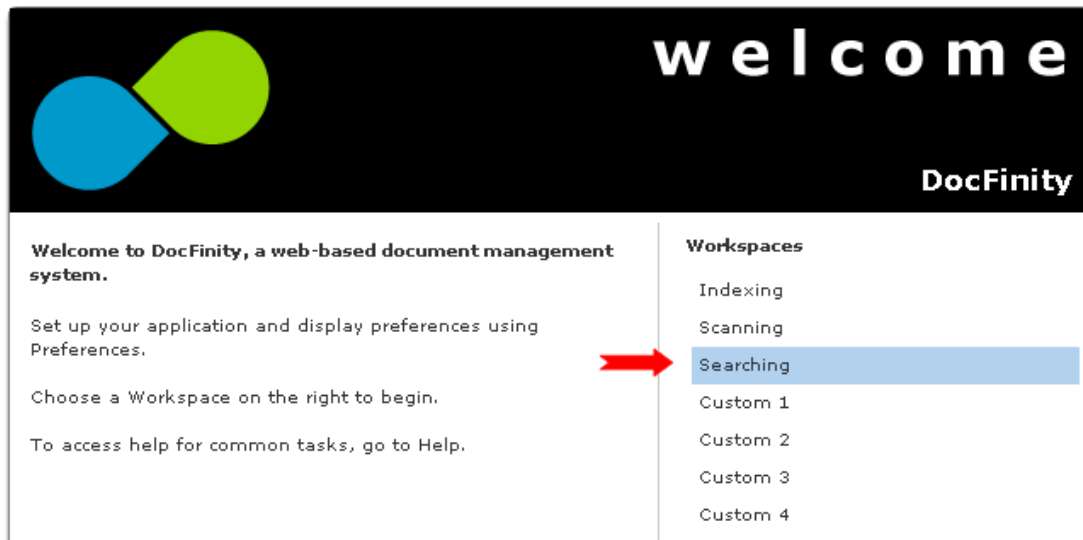 welcome
DocFinity
Welcome to DocFinity, a web-based document management
system.
Set up your application and display preferences using
Preferences.
Choose a Workspace on the right to begin.
To access help for common tasks, go to Help.
Workspaces
Indexing
Scanning
Searching
Custom 1
Custom 2
Custom 3
Custom 4